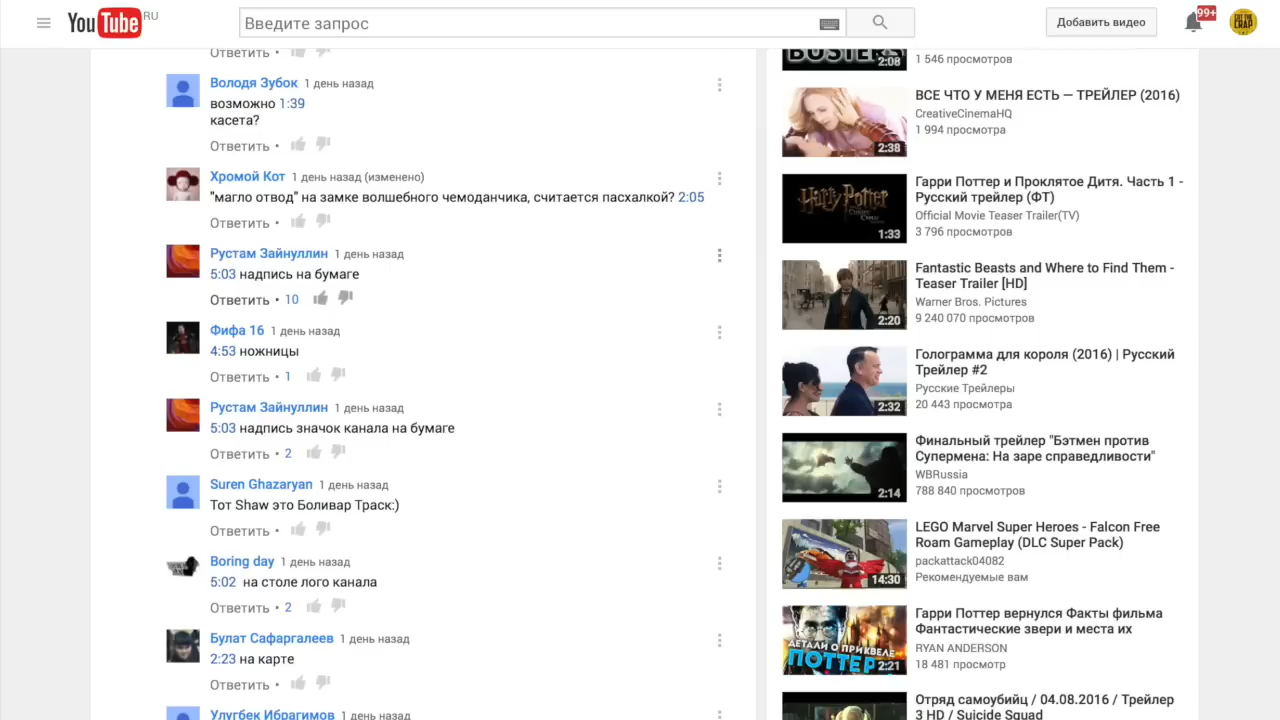 YouTube RU
Введите запрос
Добавить видео
99+
Ответить •
Володя Зубок 1 день назад
возможно 1:39
касета?
Ответить •
Хромой Кот 1 день назад (изменено)
"магло отвод" на замке волшебного чемоданчика, считается пасхалкой? 2:05
Ответить •
Рустам Зайнуллин 1 день назад
5:03 надпись на бумаге
Ответить • 10
Фифа 16 1 день назад
4:53 ножницы
Ответить • 1
Рустам Зайнуллин 1 день назад
5:03 надпись значок канала на бумаге
Ответить • 2
Suren Ghazaryan 1 день назад
Тот Shaw это Боливар Траск:)
Ответить •
Boring day 1 день назад
5:02 на столе лого канала
Ответить • 2
Булат Сафаргалеев 1 день назад
2:23 на карте
Ответить •
Улугбек Ибрагимов 1 день назад
BUSTERS
2:08
1 546 просмотров
2:38
ВСЕ ЧТО У МЕНЯ ЕСТЬ — ТРЕЙЛЕР (2016)
CreativeCinemaHQ
1 994 просмотра
Harry Potter
1:33
Гарри Поттер и Проклятое Дитя. Часть 1 -
Русский трейлер (ФТ)
Official Movie Teaser Trailer(TV)
3 796 просмотров
2:20
Fantastic Beasts and Where to Find Them -
Teaser Trailer [HD]
Warner Bros. Pictures
9 240 070 просмотров
2:32
Голограмма для короля (2016) | Русский
Трейлер #2
Русские Трейлеры
20 443 просмотра
2:14
Финальный трейлер "Бэтмен против
Супермена: На заре справедливости"
WBRussia
788 840 просмотров
14:30
LEGO Marvel Super Heroes - Falcon Free
Roam Gameplay (DLC Super Pack)
packattack04082
Рекомендуемые вам
ДЕТАЛИ О ПРИКВЕЛЕ
ПОТТЕР
2:21
Гарри Поттер вернулся Факты фильма
Фантастические звери и места их
RYAN ANDERSON
18 481 просмотр
Отряд самоубийц / 04.08.2016 / Трейлер
3 HD / Suicide Squad